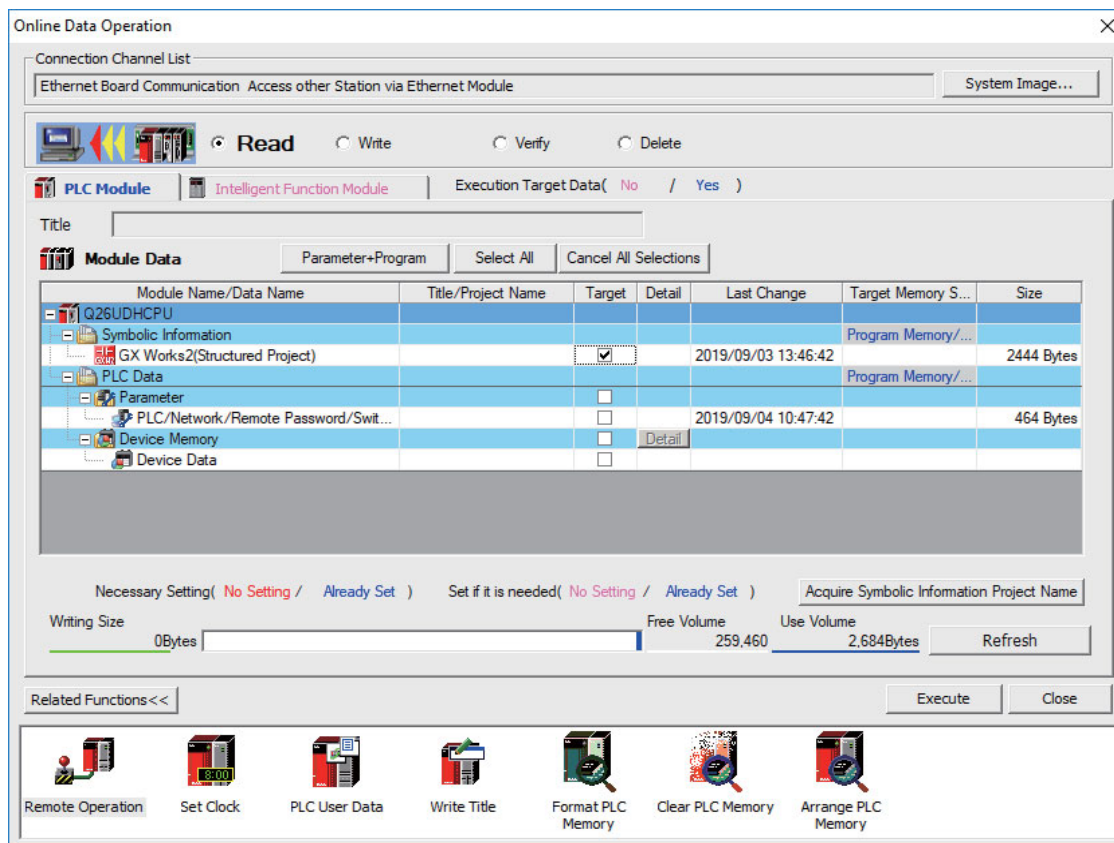 Online Data Operation
Connection Channel List
Ethernet Board Communication Access other Station via Ethernet Module
System Image...
Read Write Verify Delete
PLC Module Intelligent Function Module Execution Target Data( No / Yes )
Title
Module Data Parameter+Program Select All Cancel All Selections
Module Name/Data Name Title/Project Name Target Detail Last Change Target Memory S... Size
Q26UDHCPU
Symbolic Information Program Memory/...
GX Works2(Structured Project) 2019/09/03 13:46:42 2444 Bytes
PLC Data Program Memory/...
Parameter
PLC/Network/Remote Password/Swit... 2019/09/04 10:47:42 464 Bytes
Device Memory Detail
Device Data
Necessary Setting( No Setting / Already Set ) Set if it is needed( No Setting / Already Set ) Acquire Symbolic Information Project Name
Writing Size Free Volume Use Volume
0Bytes 259,460 2,684Bytes Refresh
Related Functions<< Execute Close
8:00
Remote Operation Set Clock PLC User Data Write Title Format PLC Clear PLC Memory Arrange PLC
Memory Memory